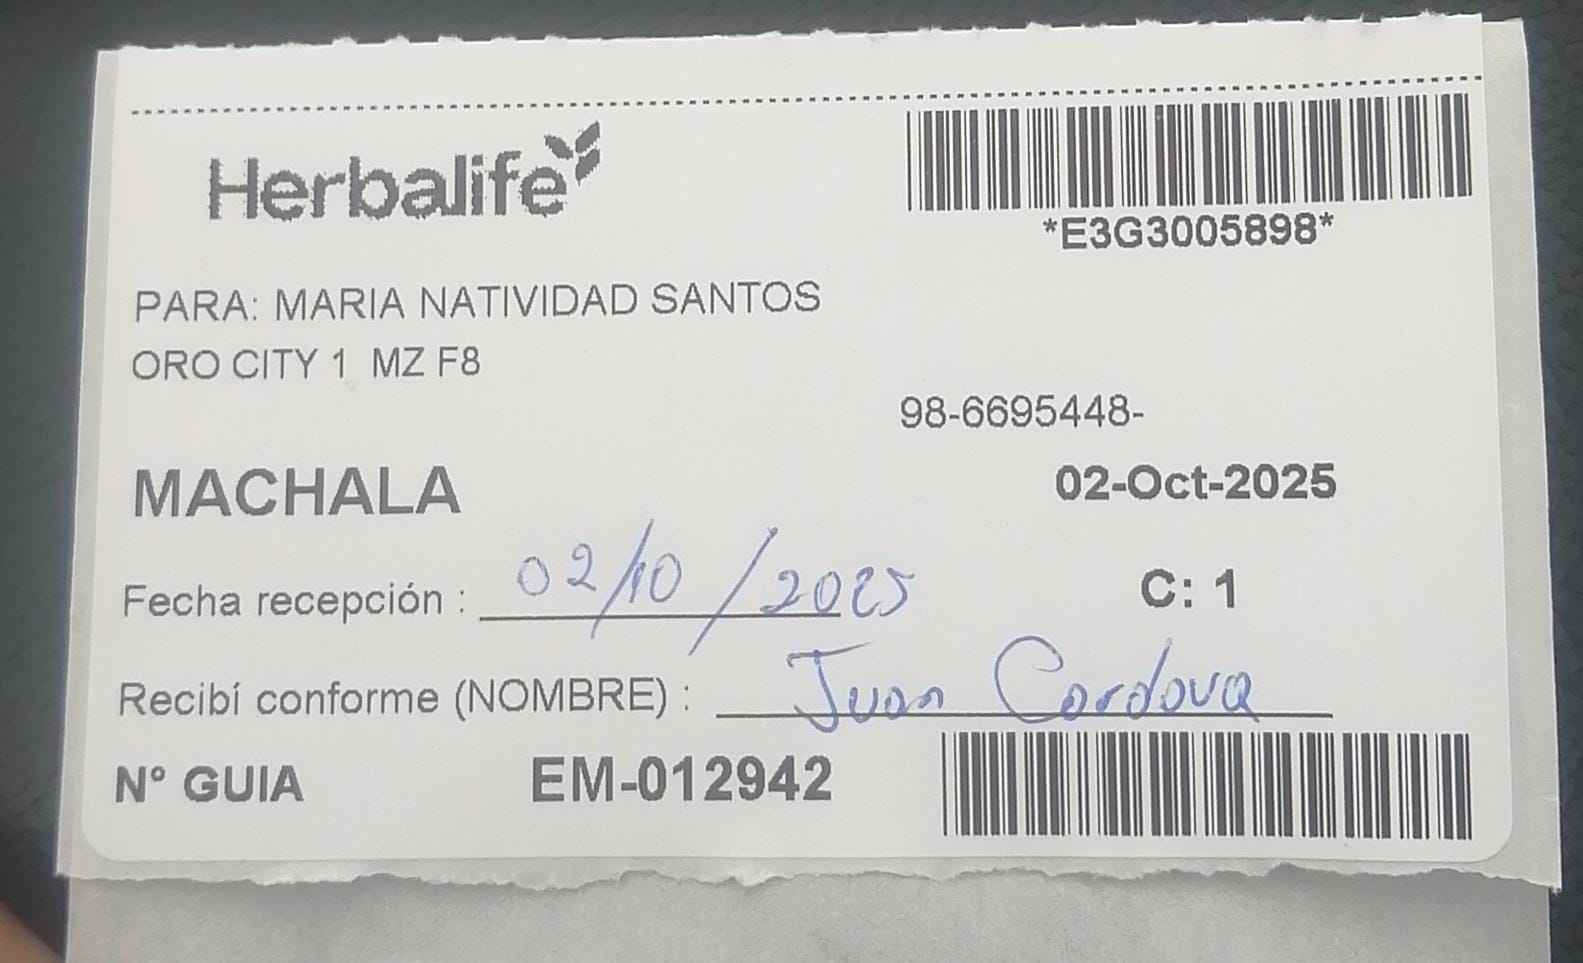 Herbalife
*E3G3005898*
PARA: MARIA NATIVIDAD SANTOS
ORO CITY 1 MZ F8
98-6695448-
MACHALA
02-Oct-2025
Fecha recepción : 02/10/2025
C: 1
Recibí conforme (NOMBRE) : Juan Cordova
N° GUIA EM-012942